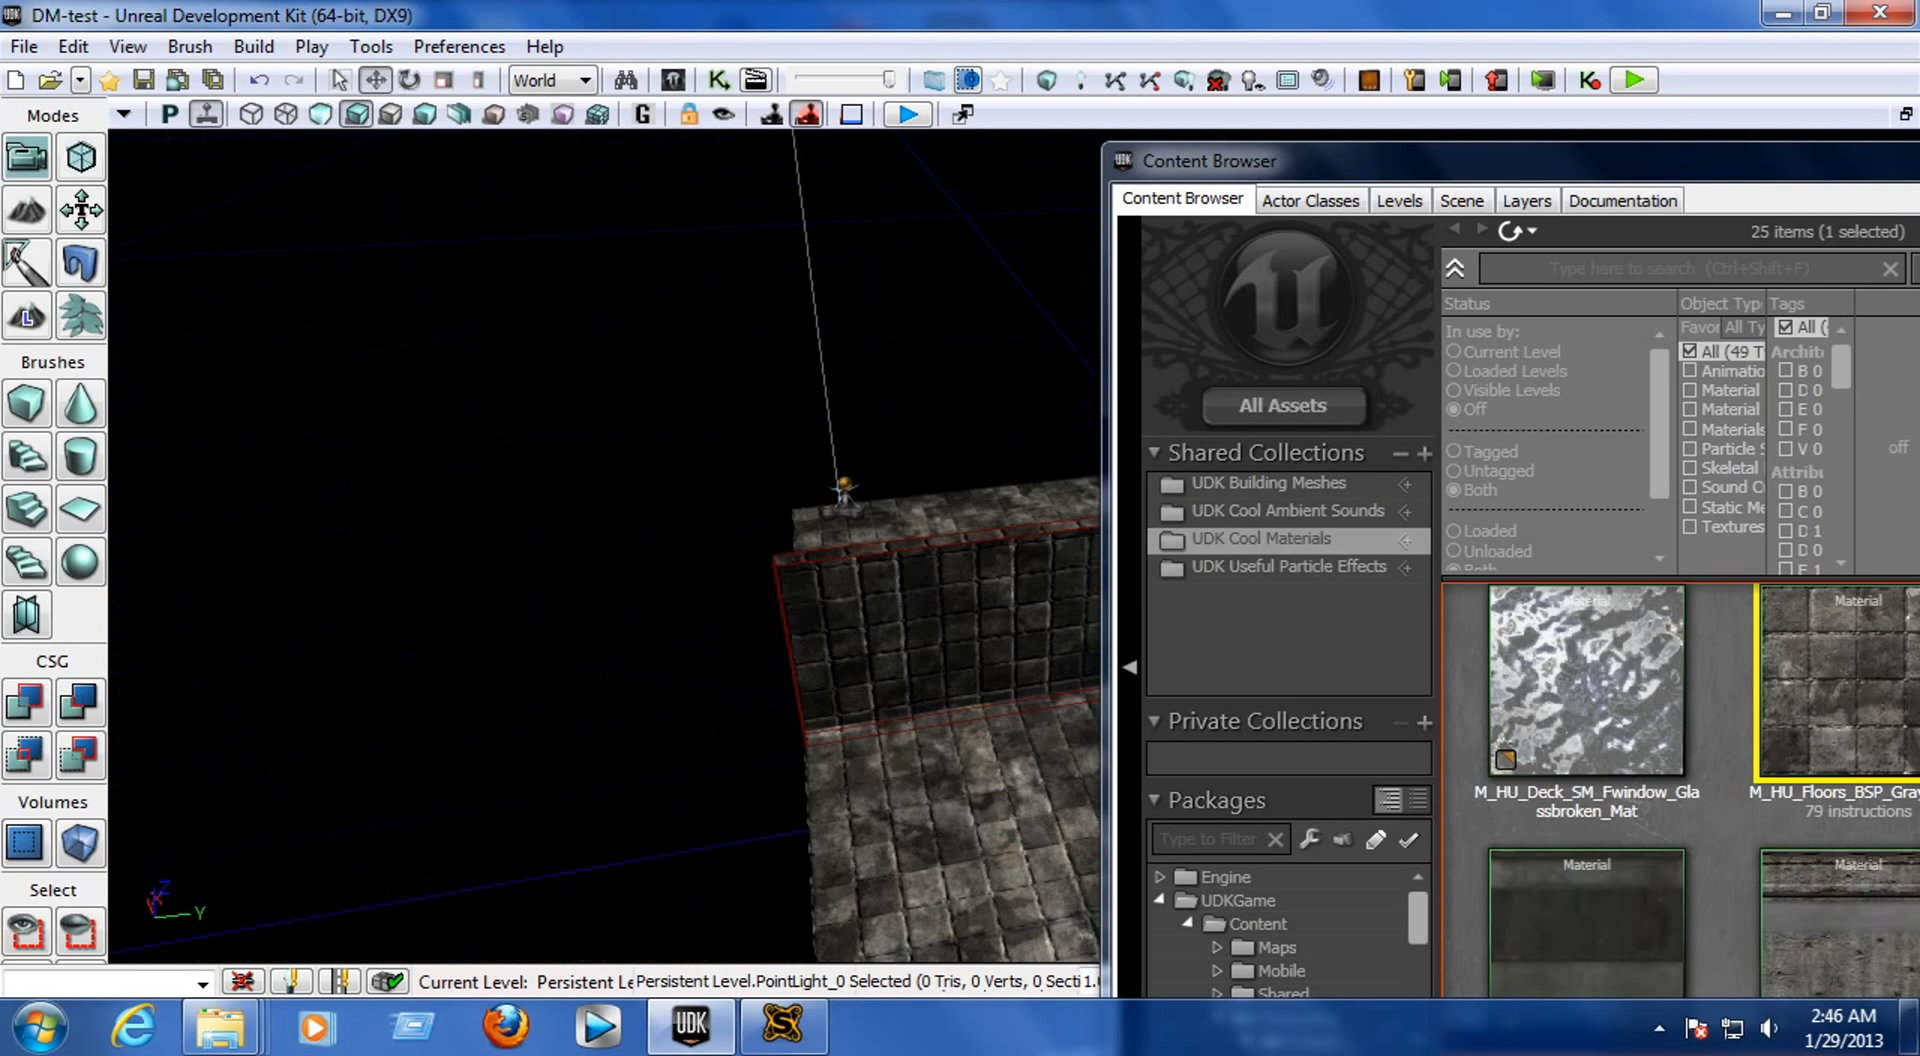 DM-test - Unreal Development Kit (64-bit, DX9)
File Edit View Brush Build Play Tools Preferences Help
World
Modes
P
G
Content Browser
Content Browser Actor Classes Levels Scene Layers Documentation
25 items (1 selected)
Type here to search (Ctrl+Shift+F)
Status
Object Typ
Tags
In use by:
Current Level
Loaded Levels
Visible Levels
Off
Tagged
Untagged
Both
Loaded
Unloaded
Both
Favor All Ty
All (49 T
Animatio
Material
Material
Materials
Particle S
Skeletal
Sound C
Static Me
Textures
All (
Archite
B 0
D 0
E 0
F 0
V 0
Attribu
B 0
C 0
D 1
D 0
E 1
off
All Assets
Shared Collections
UDK Building Meshes
UDK Cool Ambient Sounds
UDK Cool Materials
UDK Useful Particle Effects
Private Collections
Packages
Type to Filter
Engine
UDKGame
Content
Maps
Mobile
Shared
Material
M_HU_Deck_SM_Fwindow_Gla
ssbroken_Mat
Material
M_HU_Floors_BSP_Gra
79 instructions
Material
Material
Brushes
CSG
Volumes
Select
Z
X
Y
Current Level: Persistent Le
Persistent Level.PointLight_0 Selected (0 Tris, 0 Verts, 0 Secti
1.
UDK
2:46 AM
1/29/2013